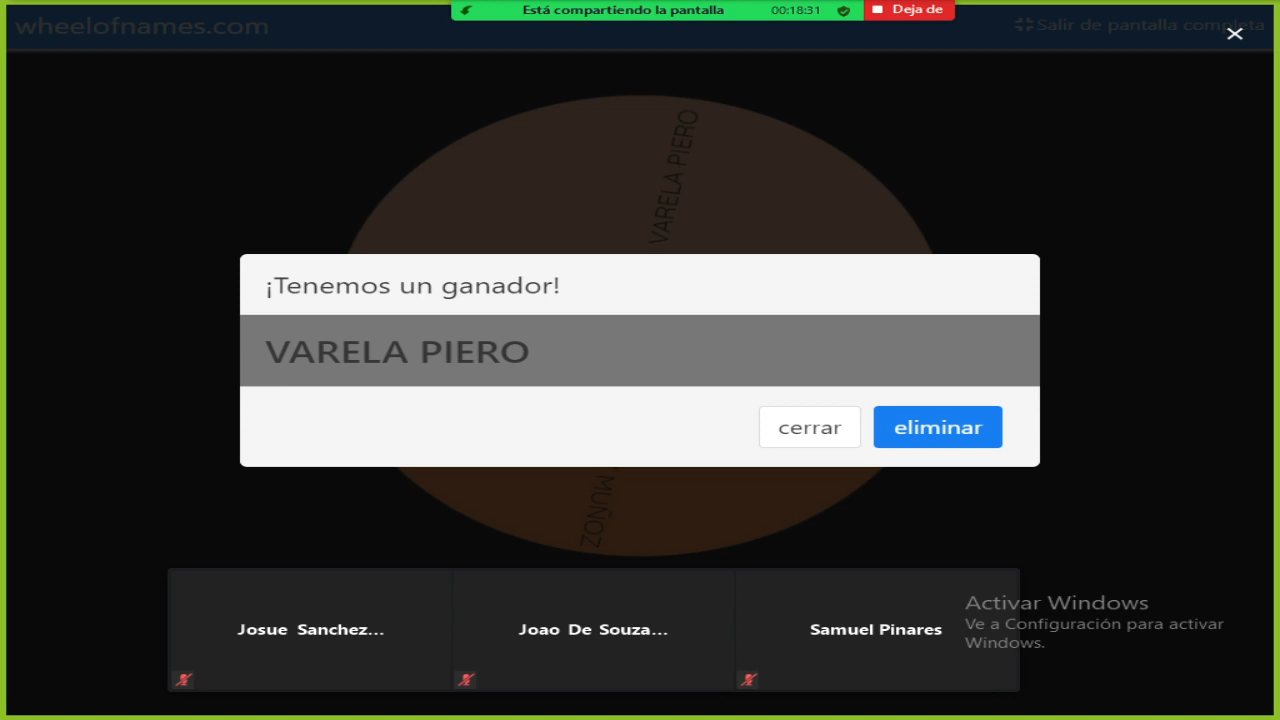 Está compartiendo la pantalla 00:18:31 Deja de
wheelofnames.com
Salir de pantalla completa
VARELA PIERO
¡Tenemos un ganador!
VARELA PIERO
cerrar eliminar
MUÑOZ
Josue Sanchez... Joao De Souza... Samuel Pinares
Activar Windows
Ve a Configuración para activar
Windows.